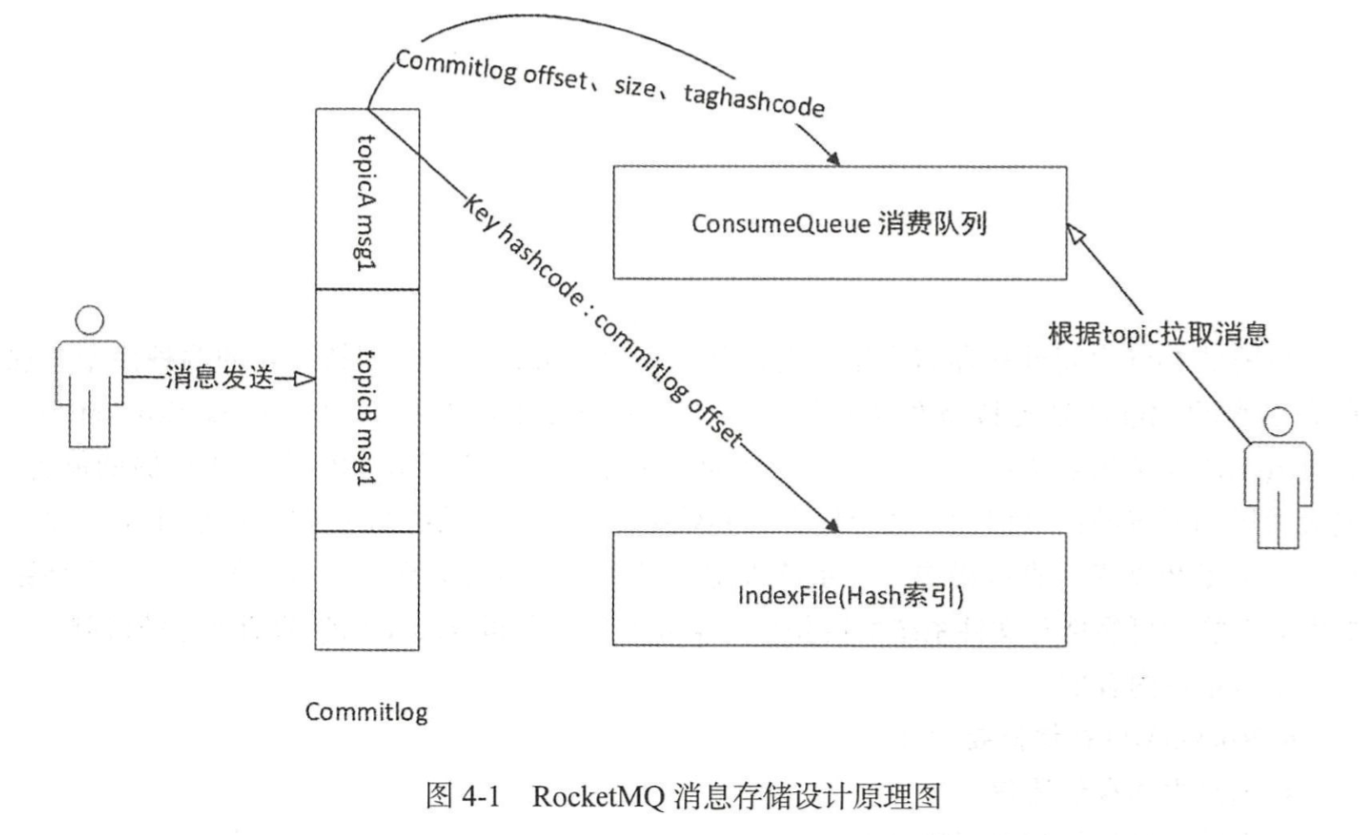 Commitlog offset、size、taghashcode
topicA msg1
ConsumeQueue 消费队列
Key hashcode : commitlog offset
根据topic拉取消息
消息发送
topicB msg1
IndexFile(Hash索引)
Commitlog
图 4-1 RocketMQ 消息存储设计原理图